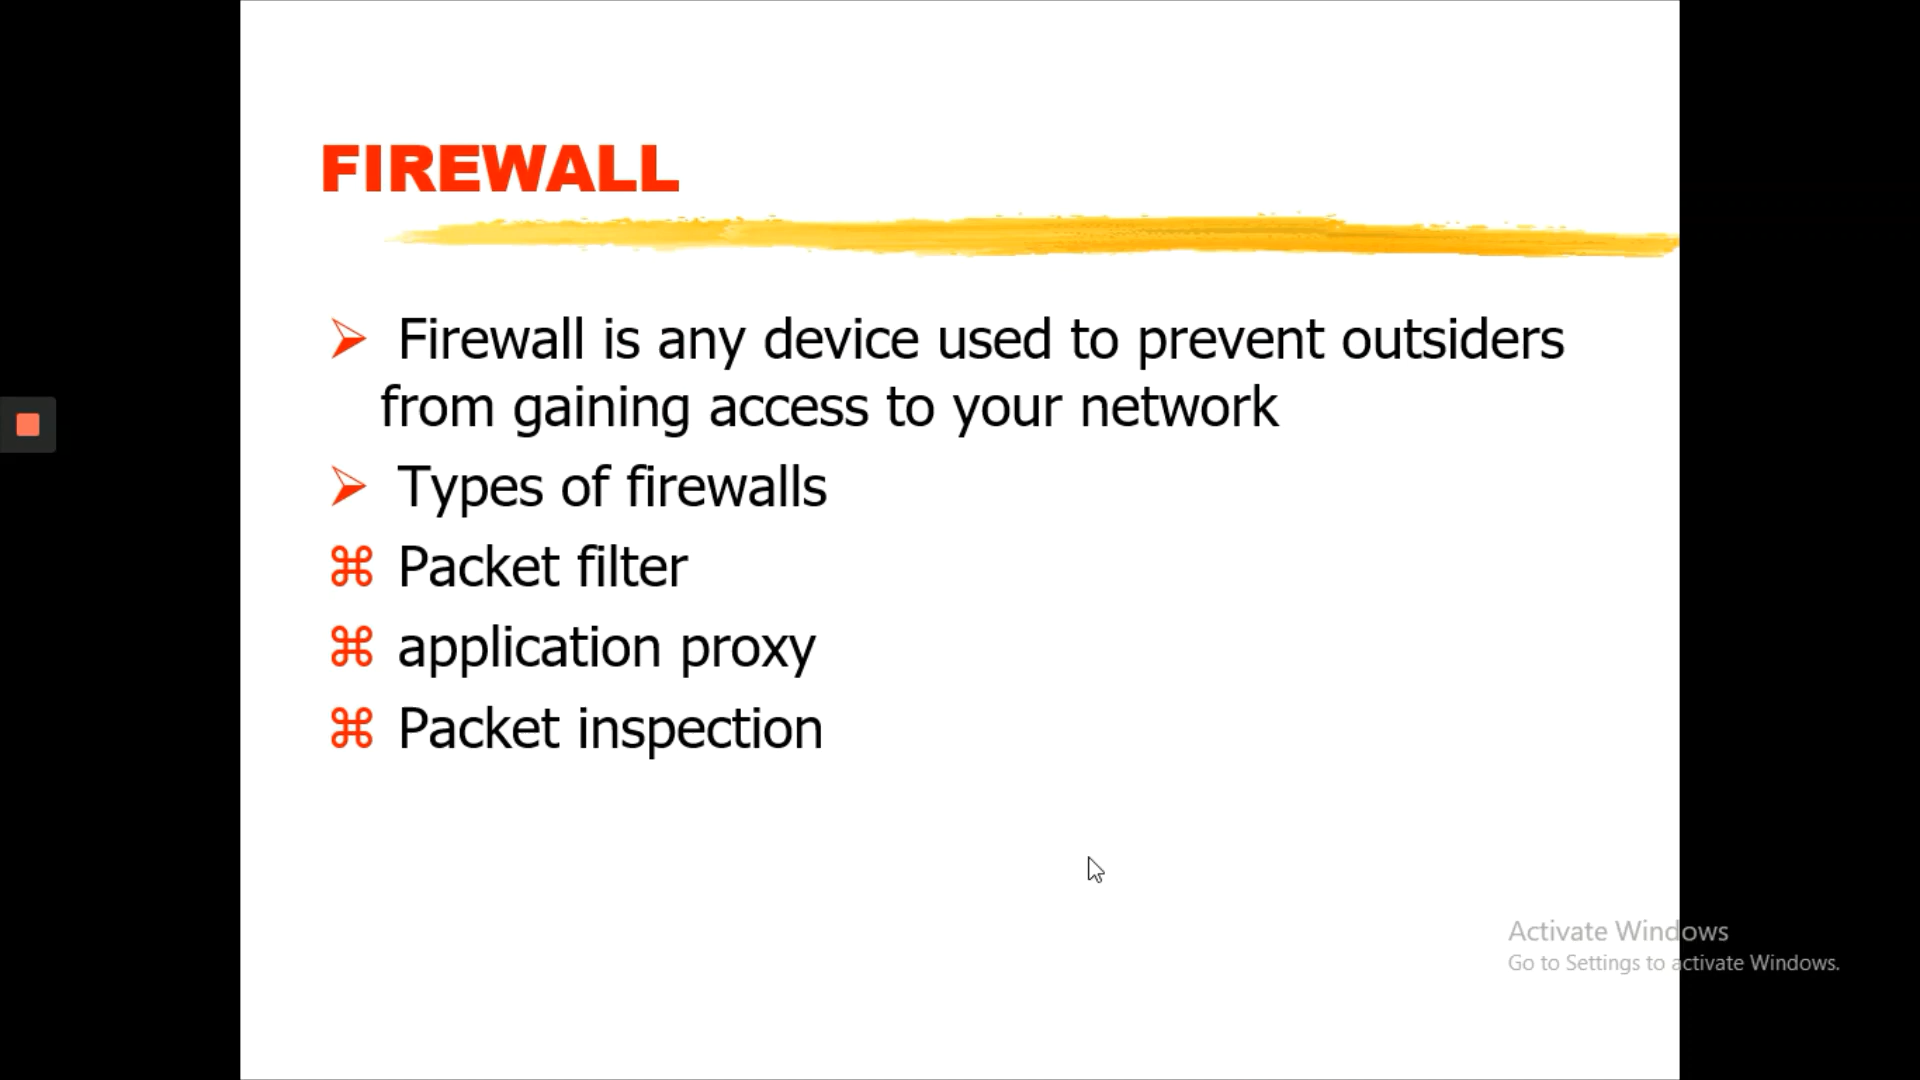 FIREWALL
➢ Firewall is any device used to prevent outsiders
from gaining access to your network
➢ Types of firewalls
⌘ Packet filter
⌘ application proxy
⌘ Packet inspection
Activate Windows
Go to Settings to activate Windows.